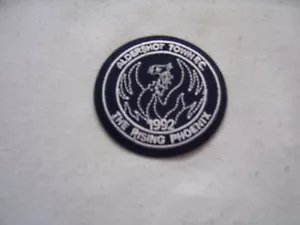 ALDERSHOT TOWN F.C.
1992
THE RISING PHOENIX